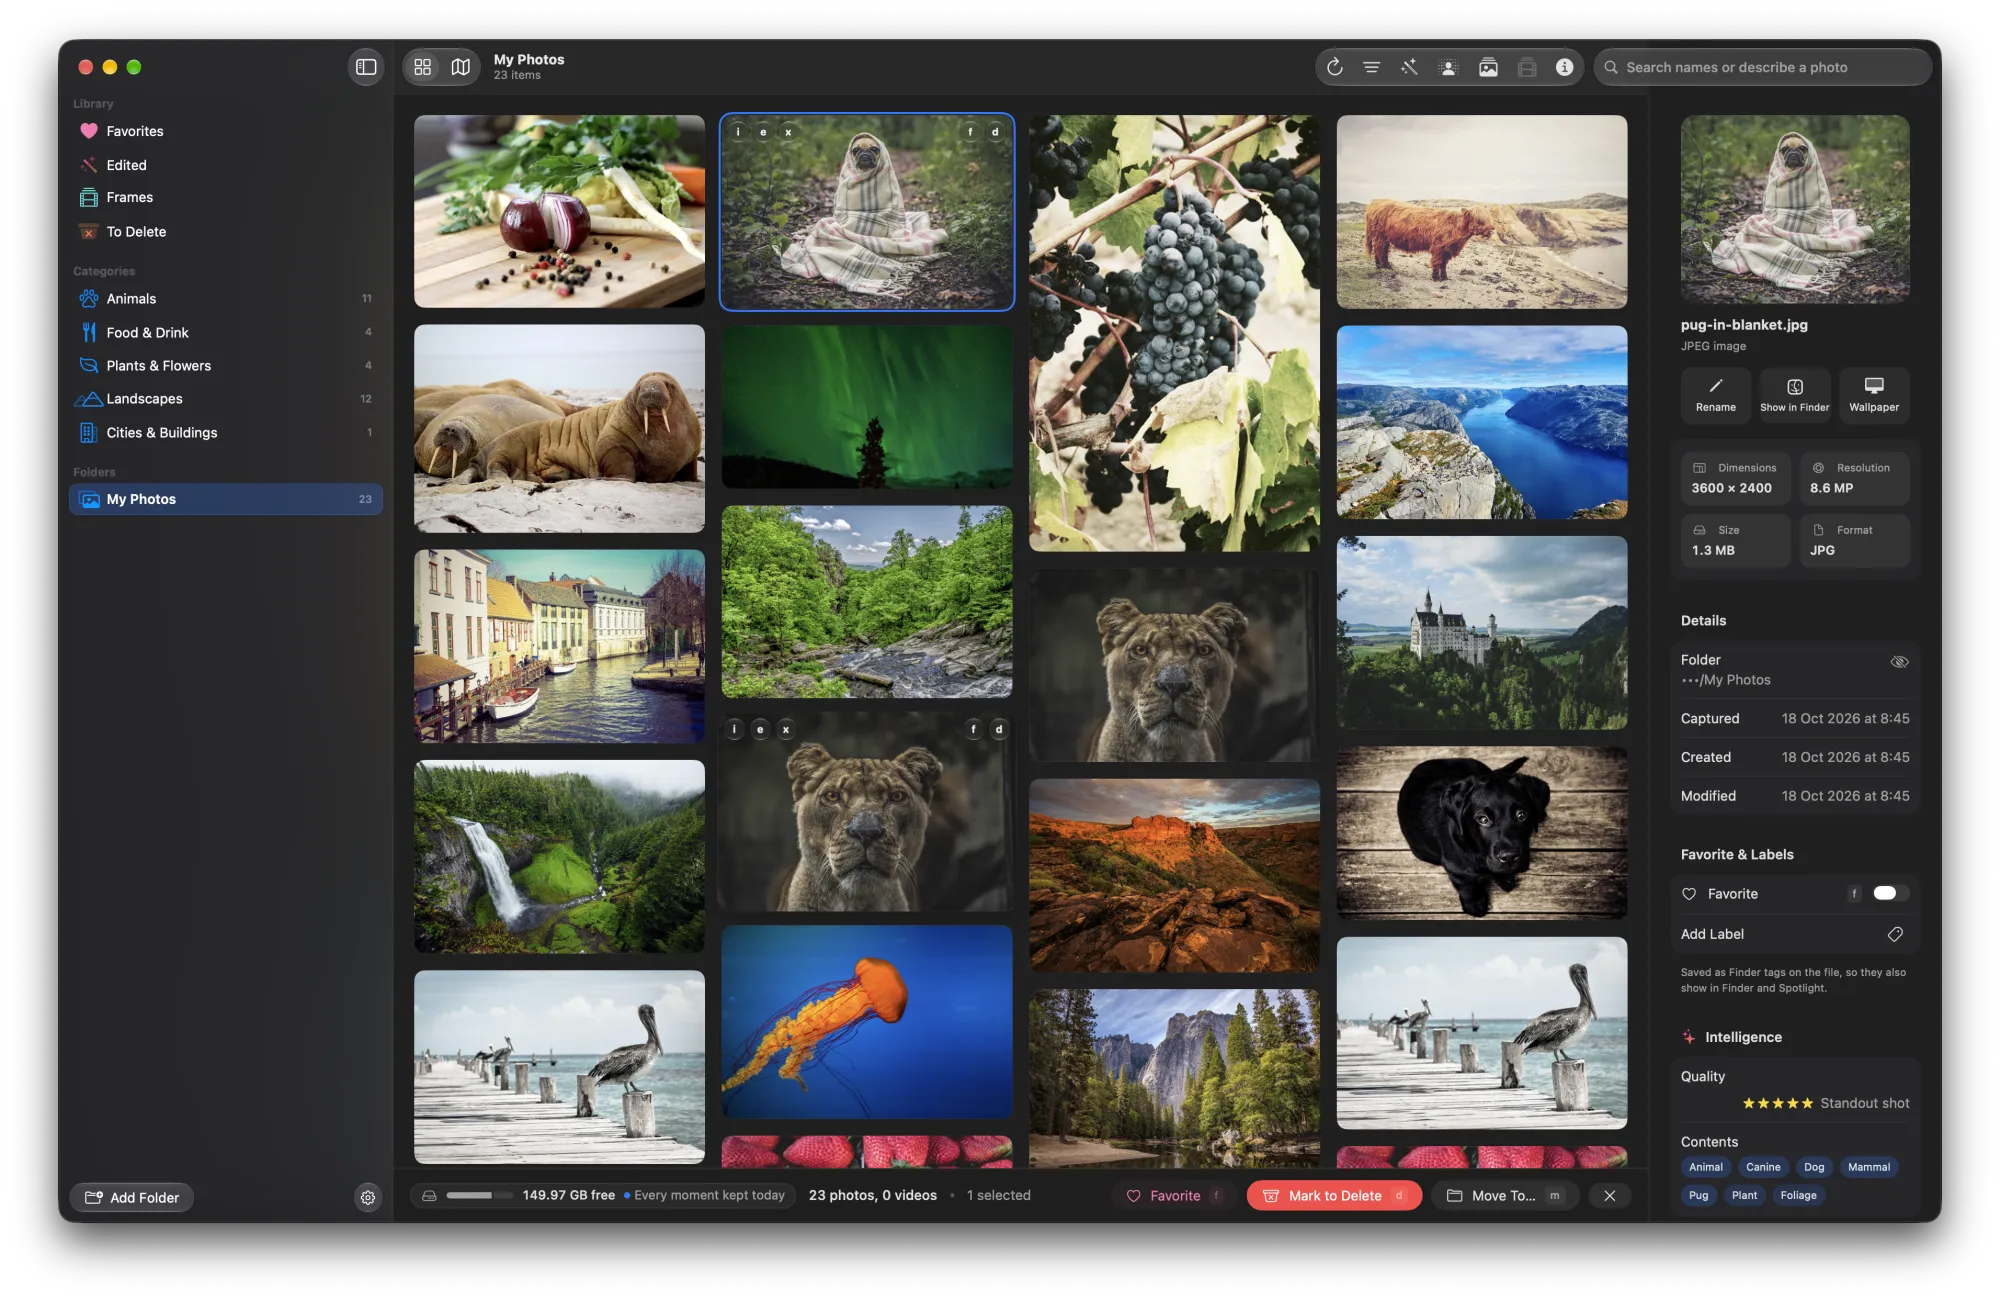 My Photos
23 items
Search names or describe a photo
Library
Favorites
Edited
Frames
To Delete
Categories
Animals 11
Food & Drink 4
Plants & Flowers 4
Landscapes 12
Cities & Buildings 1
Folders
My Photos 23
Add Folder
i e x f d
i e x f d
149.97 GB free • Every moment kept today
23 photos, 0 videos • 1 selected
Favorite f
Mark to Delete d
Move To... m
pug-in-blanket.jpg
JPEG image
Rename
Show in Finder
Wallpaper
Dimensions
3600 × 2400
Resolution
8.6 MP
Size
1.3 MB
Format
JPG
Details
Folder
•••/My Photos
Captured 18 Oct 2026 at 8:45
Created 18 Oct 2026 at 8:45
Modified 18 Oct 2026 at 8:45
Favorite & Labels
Favorite f
Add Label
Saved as Finder tags on the file, so they also
show in Finder and Spotlight.
Intelligence
Quality
★★★★★ Standout shot
Contents
Animal Canine Dog Mammal
Pug Plant Foliage